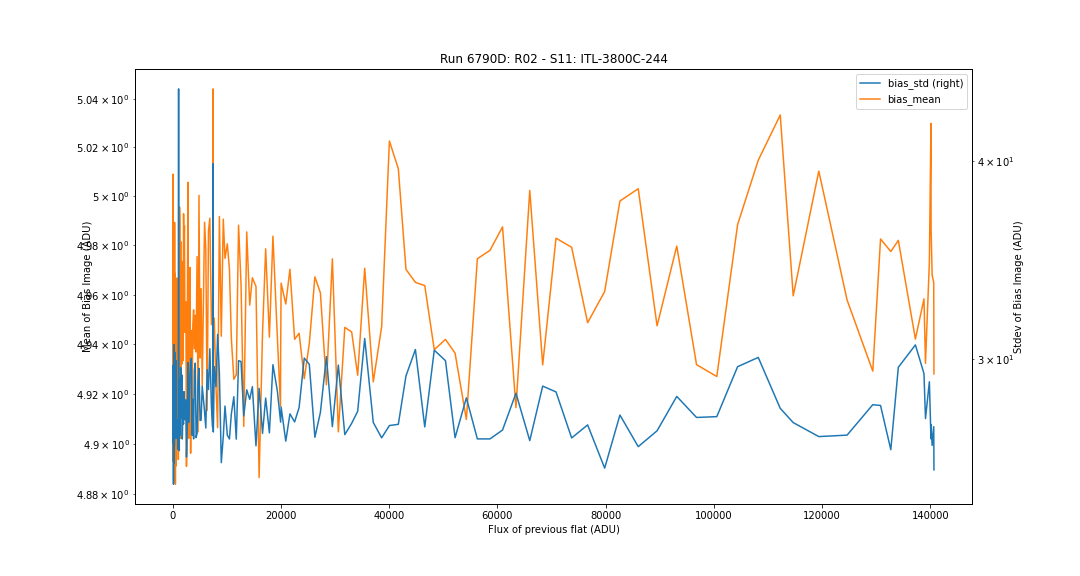 Run 6790D: R02 - S11: ITL-3800C-244
bias_std (right)
bias_mean
5.04 × 10⁰
5.02 × 10⁰
5 × 10⁰
4.98 × 10⁰
4.96 × 10⁰
4.94 × 10⁰
4.92 × 10⁰
4.9 × 10⁰
4.88 × 10⁰
Mean of Bias Image (ADU)
4 × 10¹
3 × 10¹
Stdev of Bias Image (ADU)
0 20000 40000 60000 80000 100000 120000 140000
Flux of previous flat (ADU)